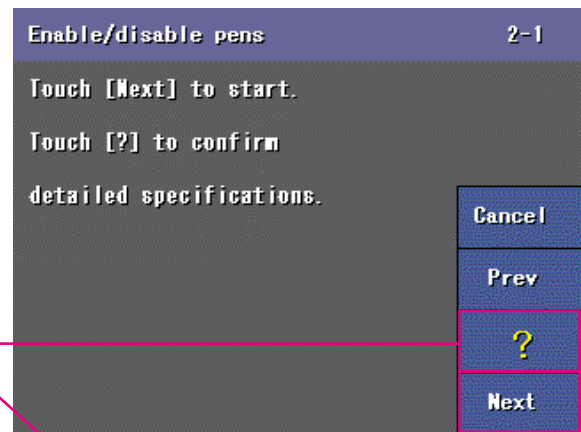 Enable/disable pens 2-1
Touch [Next] to start.
Touch [?] to confirm
detailed specifications.
Cancel
Prev
?
Next